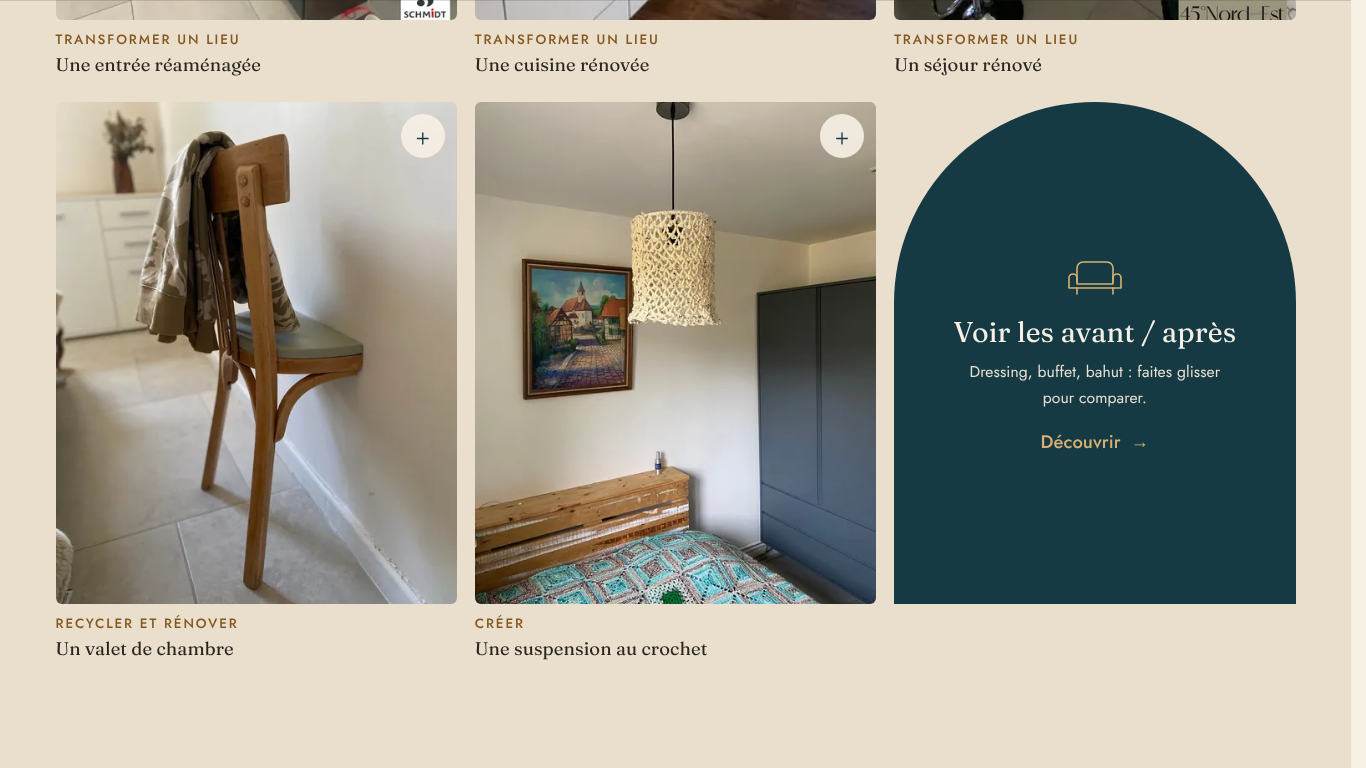 SCHMIDT
45°Nord-Est
TRANSFORMER UN LIEU
Une entrée réaménagée
TRANSFORMER UN LIEU
Une cuisine rénovée
TRANSFORMER UN LIEU
Un séjour rénové
+
+
Voir les avant / après
Dressing, buffet, bahut : faites glisser
pour comparer.
Découvrir →
RECYCLER ET RÉNOVER
Un valet de chambre
CRÉER
Une suspension au crochet